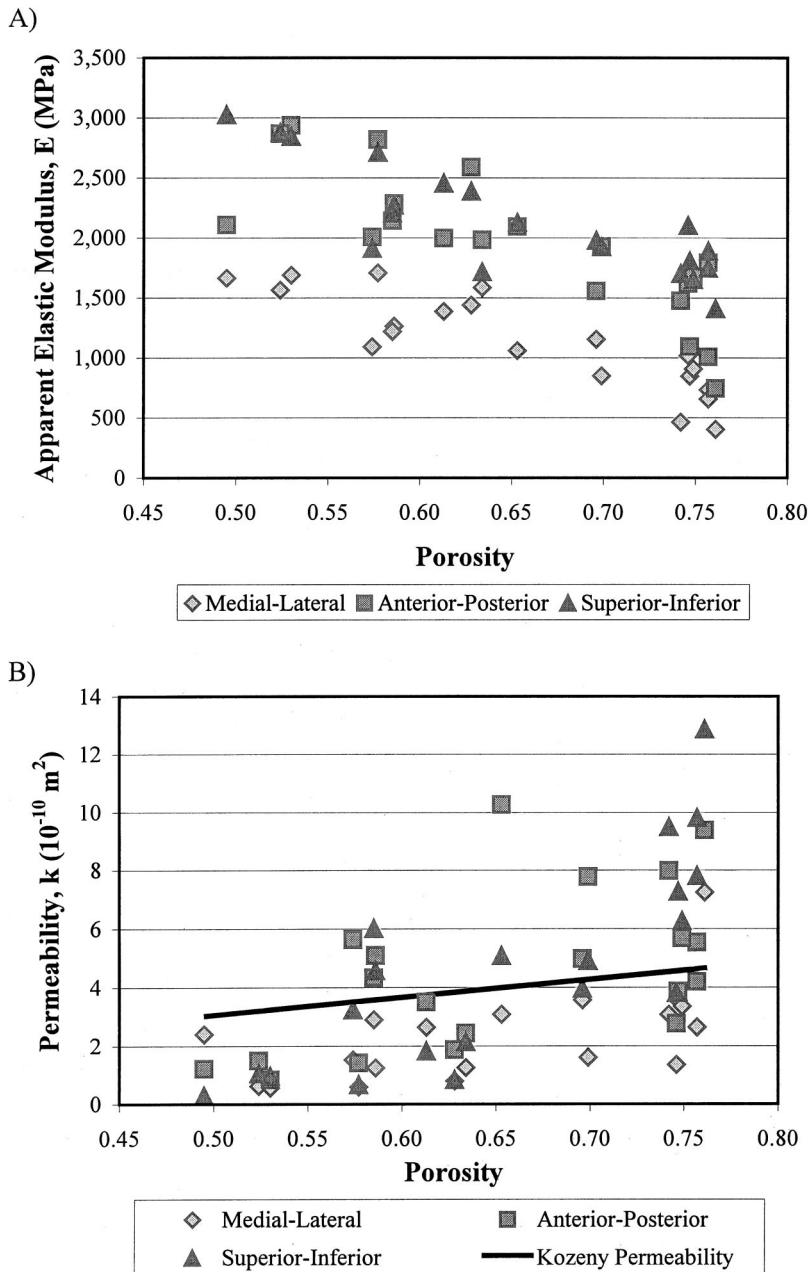 A)
Apparent Elastic Modulus, E (MPa)
3,500
3,000
2,500
2,000
1,500
1,000
500
0
0.45 0.50 0.55 0.60 0.65 0.70 0.75 0.80
Porosity
Medial-Lateral Anterior-Posterior Superior-Inferior
B)
Permeability, k (10⁻¹⁰ m²)
14
12
10
8
6
4
2
0
0.45 0.50 0.55 0.60 0.65 0.70 0.75 0.80
Porosity
Medial-Lateral Anterior-Posterior
Superior-Inferior Kozeny Permeability